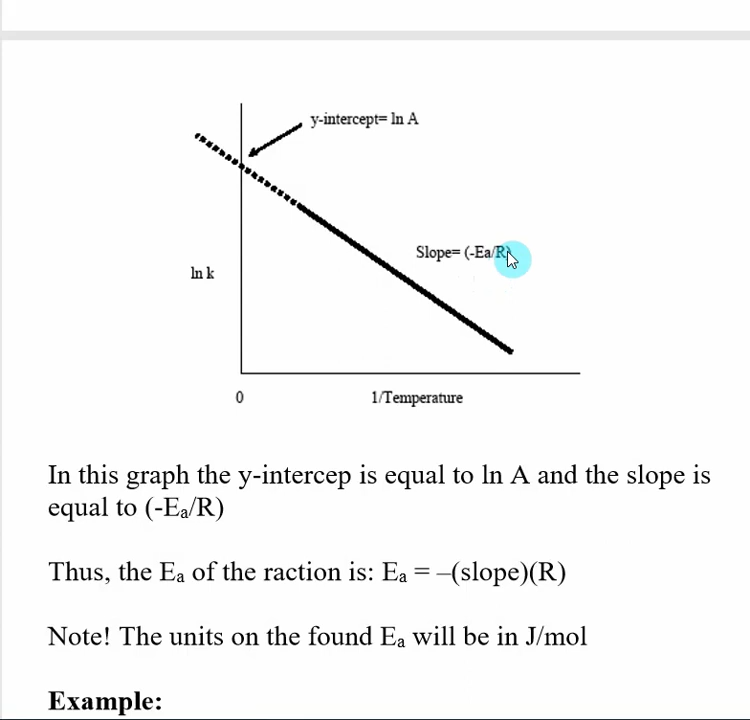 y-intercept= ln A
Slope= (-Ea/R)
ln k
0
1/Temperature
In this graph the y-intercep is equal to ln A and the slope is
equal to (-Eₐ/R)
Thus, the Eₐ of the raction is: Eₐ = –(slope)(R)
Note! The units on the found Eₐ will be in J/mol
Example: